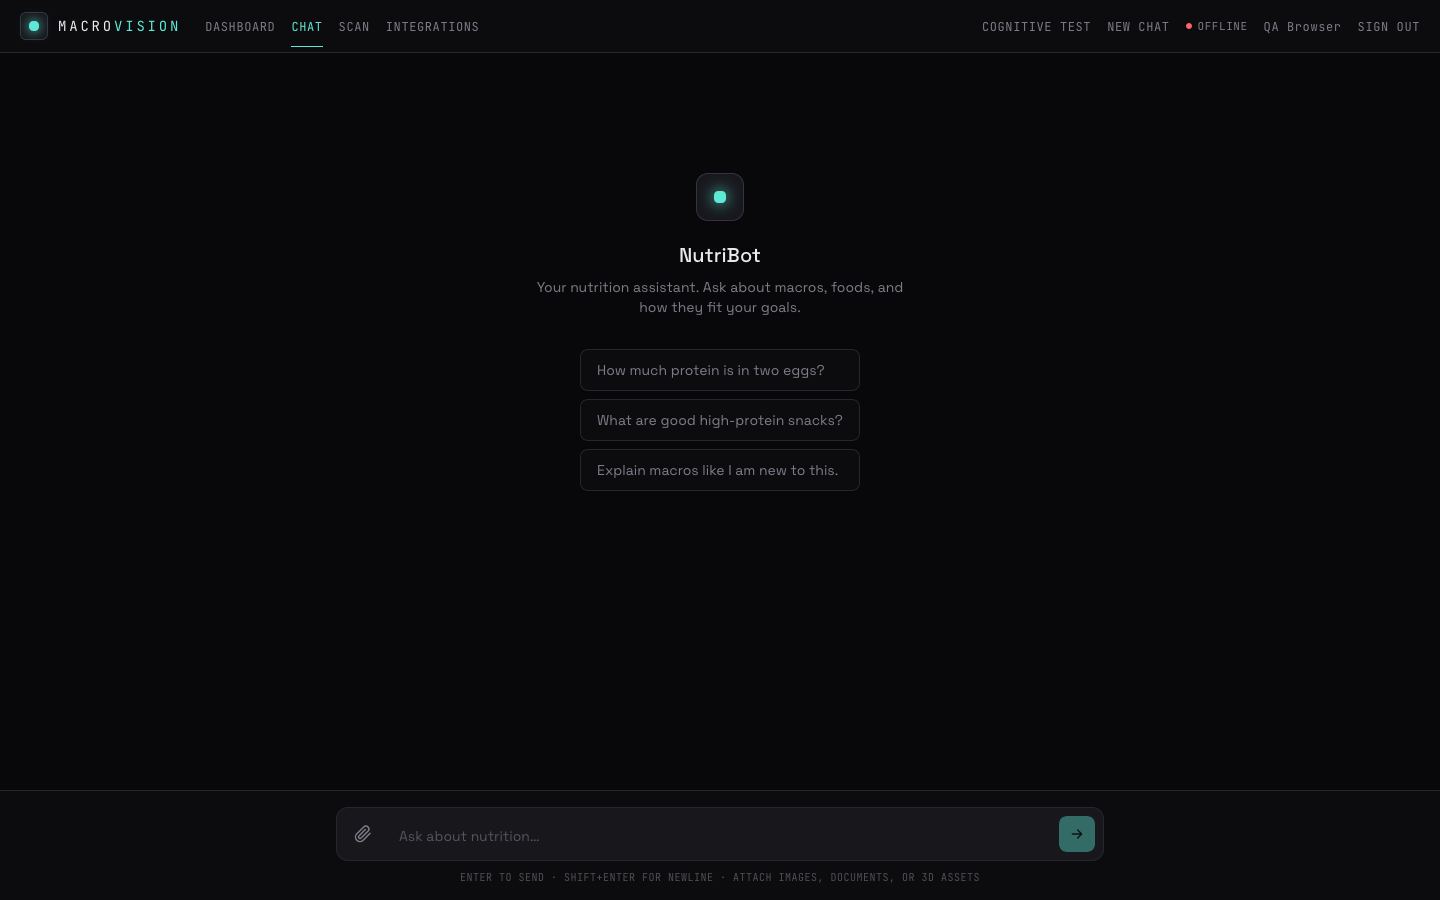 MACROVISION DASHBOARD CHAT SCAN INTEGRATIONS COGNITIVE TEST NEW CHAT OFFLINE QA Browser SIGN OUT
NutriBot
Your nutrition assistant. Ask about macros, foods, and
how they fit your goals.
How much protein is in two eggs?
What are good high-protein snacks?
Explain macros like I am new to this.
Ask about nutrition...
ENTER TO SEND · SHIFT+ENTER FOR NEWLINE · ATTACH IMAGES, DOCUMENTS, OR 3D ASSETS